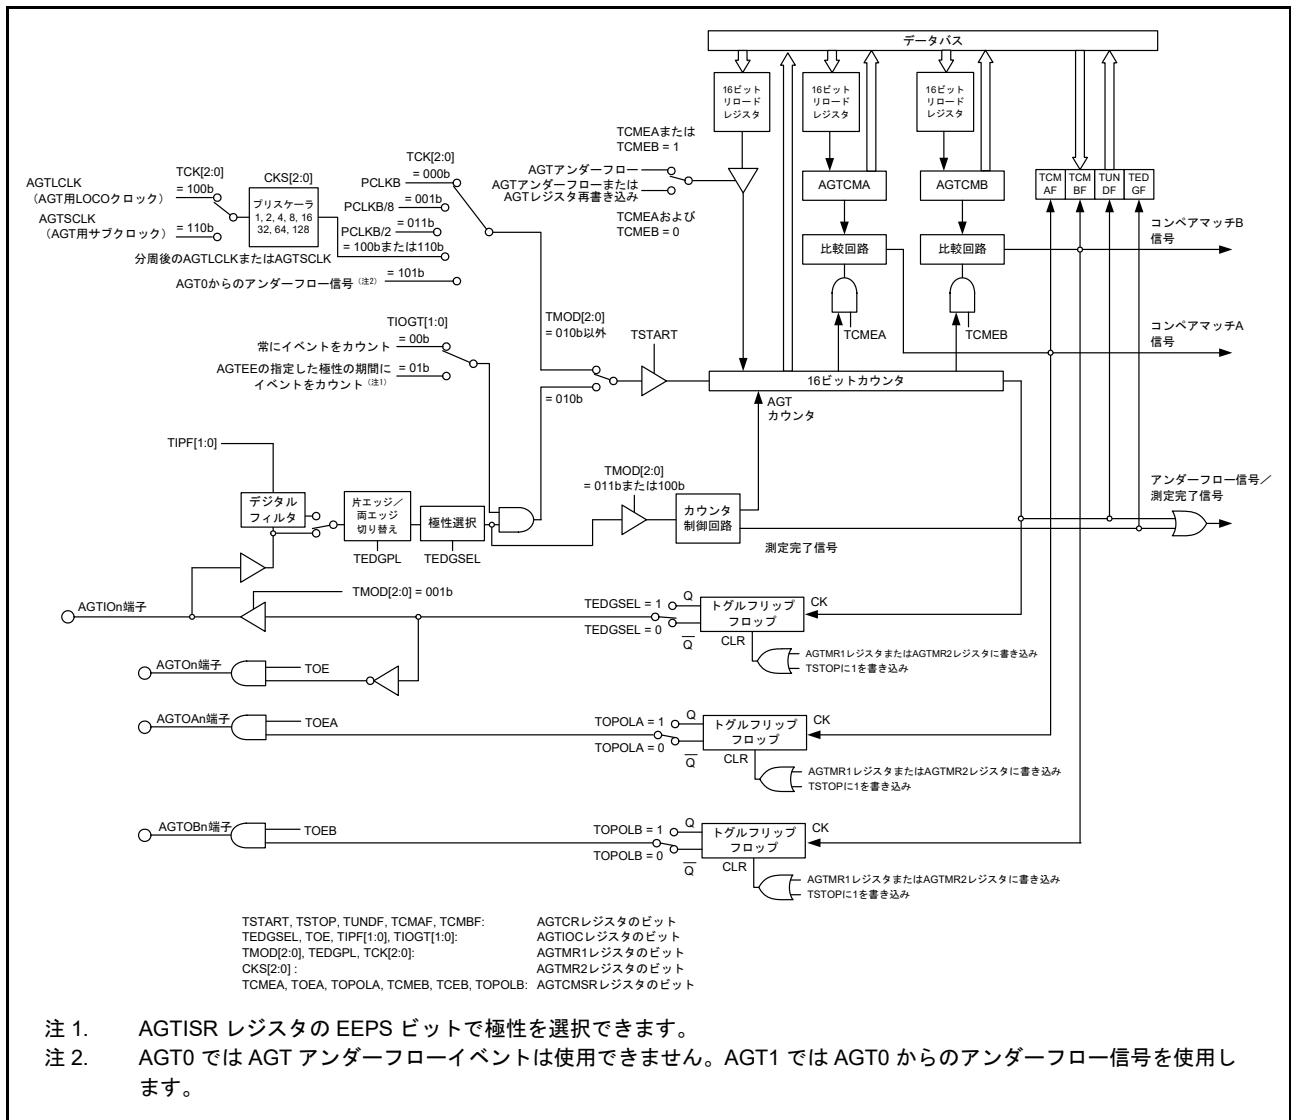 データバス
16ビット
リロード
レジスタ
16ビット
リロード
レジスタ
16ビット
リロード
レジスタ
TCMEAまたは
TCMEB = 1
AGTアンダーフロー
AGTアンダーフローまたは
AGTレジスタ再書き込み
TCMEAおよび
TCMEB = 0
AGTCMA
AGTCMB
TCM
AF
TCM
BF
TUN
DF
TED
GF
比較回路
比較回路
コンペアマッチB
信号
TCMEA
TCMEB
コンペアマッチA
信号
TCK[2:0]
CKS[2:0]
AGTLCLK
（AGT用LOCOクロック）
= 100b
AGTSCLK
（AGT用サブクロック）
= 110b
プリスケーラ
1, 2, 4, 8, 16
32, 64, 128
TCK[2:0]
PCLKB
= 000b
PCLKB/8
= 001b
PCLKB/2
= 011b
= 100bまたは110b
分周後のAGTLCLKまたはAGTSCLK
AGT0からのアンダーフロー信号（注2）
= 101b
TIOGT[1:0]
常にイベントをカウント
= 00b
AGTEEの指定した極性の期間に
イベントをカウント（注1）
= 01b
TMOD[2:0]
= 010b以外
= 010b
TSTART
16ビットカウンタ
AGT
カウンタ
TIPF[1:0]
デジタル
フィルタ
片エッジ／
両エッジ
切り替え
極性選択
TEDGPL
TEDGSEL
TMOD[2:0]
= 011bまたは100b
カウンタ
制御回路
測定完了信号
アンダーフロー信号／
測定完了信号
AGTIOn端子
TMOD[2:0] = 001b
TEDGSEL = 1
TEDGSEL = 0
Q
Q
トグルフリップ
フロップ
CK
CLR
AGTMR1レジスタまたはAGTMR2レジスタに書き込み
TSTOPに1を書き込み
AGTOn端子
TOE
AGTOAn端子
TOEA
TOPOLA = 1
TOPOLA = 0
Q
Q
トグルフリップ
フロップ
CK
CLR
AGTMR1レジスタまたはAGTMR2レジスタに書き込み
TSTOPに1を書き込み
AGTOBn端子
TOEB
TOPOLB = 1
TOPOLB = 0
Q
Q
トグルフリップ
フロップ
CK
CLR
AGTMR1レジスタまたはAGTMR2レジスタに書き込み
TSTOPに1を書き込み
TSTART, TSTOP, TUNDF, TCMAF, TCMBF: AGTCRレジスタのビット
TEDGSEL, TOE, TIPF[1:0], TIOGT[1:0]: AGTIOCレジスタのビット
TMOD[2:0], TEDGPL, TCK[2:0]: AGTMR1レジスタのビット
CKS[2:0] : AGTMR2レジスタのビット
TCMEA, TOEA, TOPOLA, TCMEB, TCEB, TOPOLB: AGTCMSRレジスタのビット
注 1. AGTISR レジスタの EEPS ビットで極性を選択できます。
注 2. AGT0 では AGT アンダーフローイベントは使用できません。AGT1 では AGT0 からのアンダーフロー信号を使用し
ます。